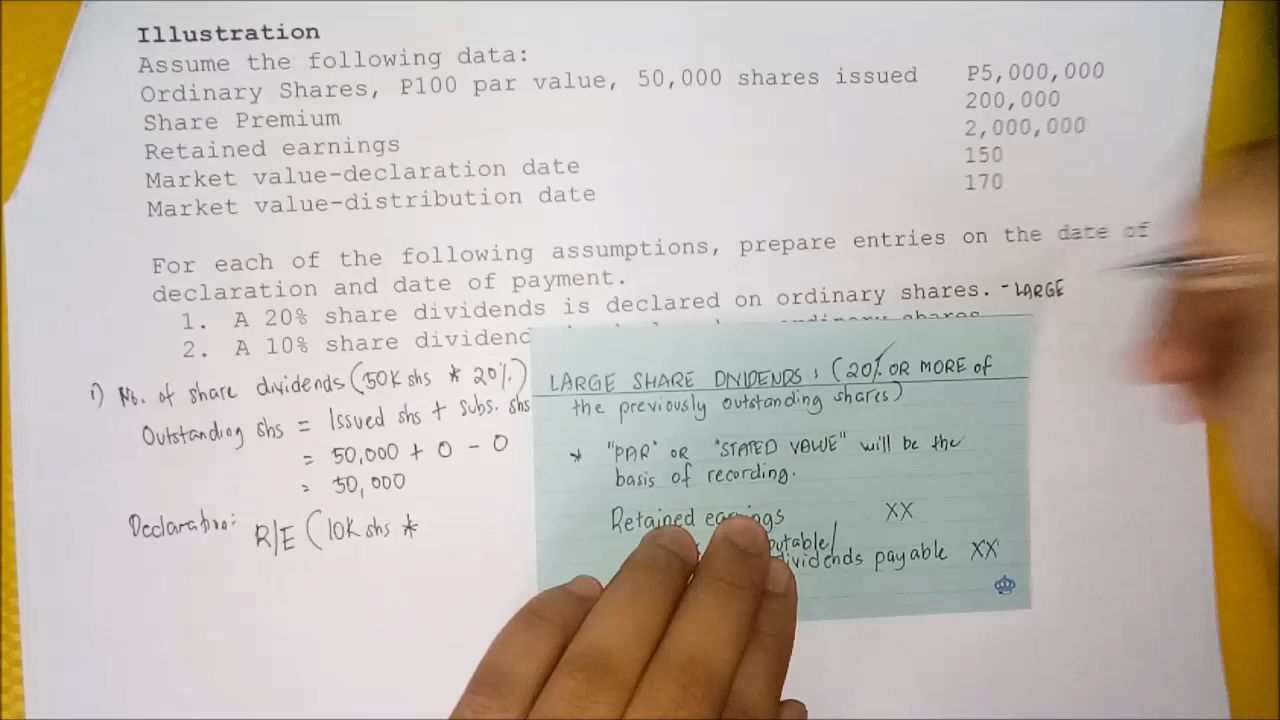 Illustration
Assume the following data:
Ordinary Shares, P100 par value, 50,000 shares issued P5,000,000
Share Premium 200,000
Retained earnings 2,000,000
Market value-declaration date 150
Market value-distribution date 170
For each of the following assumptions, prepare entries on the date of
declaration and date of payment.
1. A 20% share dividends is declared on ordinary shares. - LARGE
2. A 10% share dividend ordinary shares
1) No. of share dividends (50K shs * 20%)
Outstanding shs = Issued shs + subs. shs
= 50,000 + 0 - 0
= 50,000
Declaration: R/E (10K shs *
LARGE SHARE DIVIDENDS: (20% OR MORE of
the previously outstanding shares)
* "PAR" OR "STATED VALUE" will be the
basis of recording.
Retained earnings XX
dividends payable XX